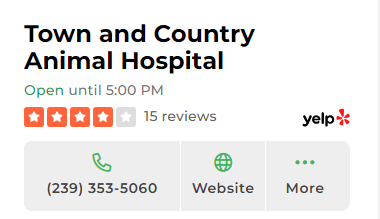 Town and Country
Animal Hospital
Open until 5:00 PM
15 reviews
yelp
(239) 353-5060
Website
More